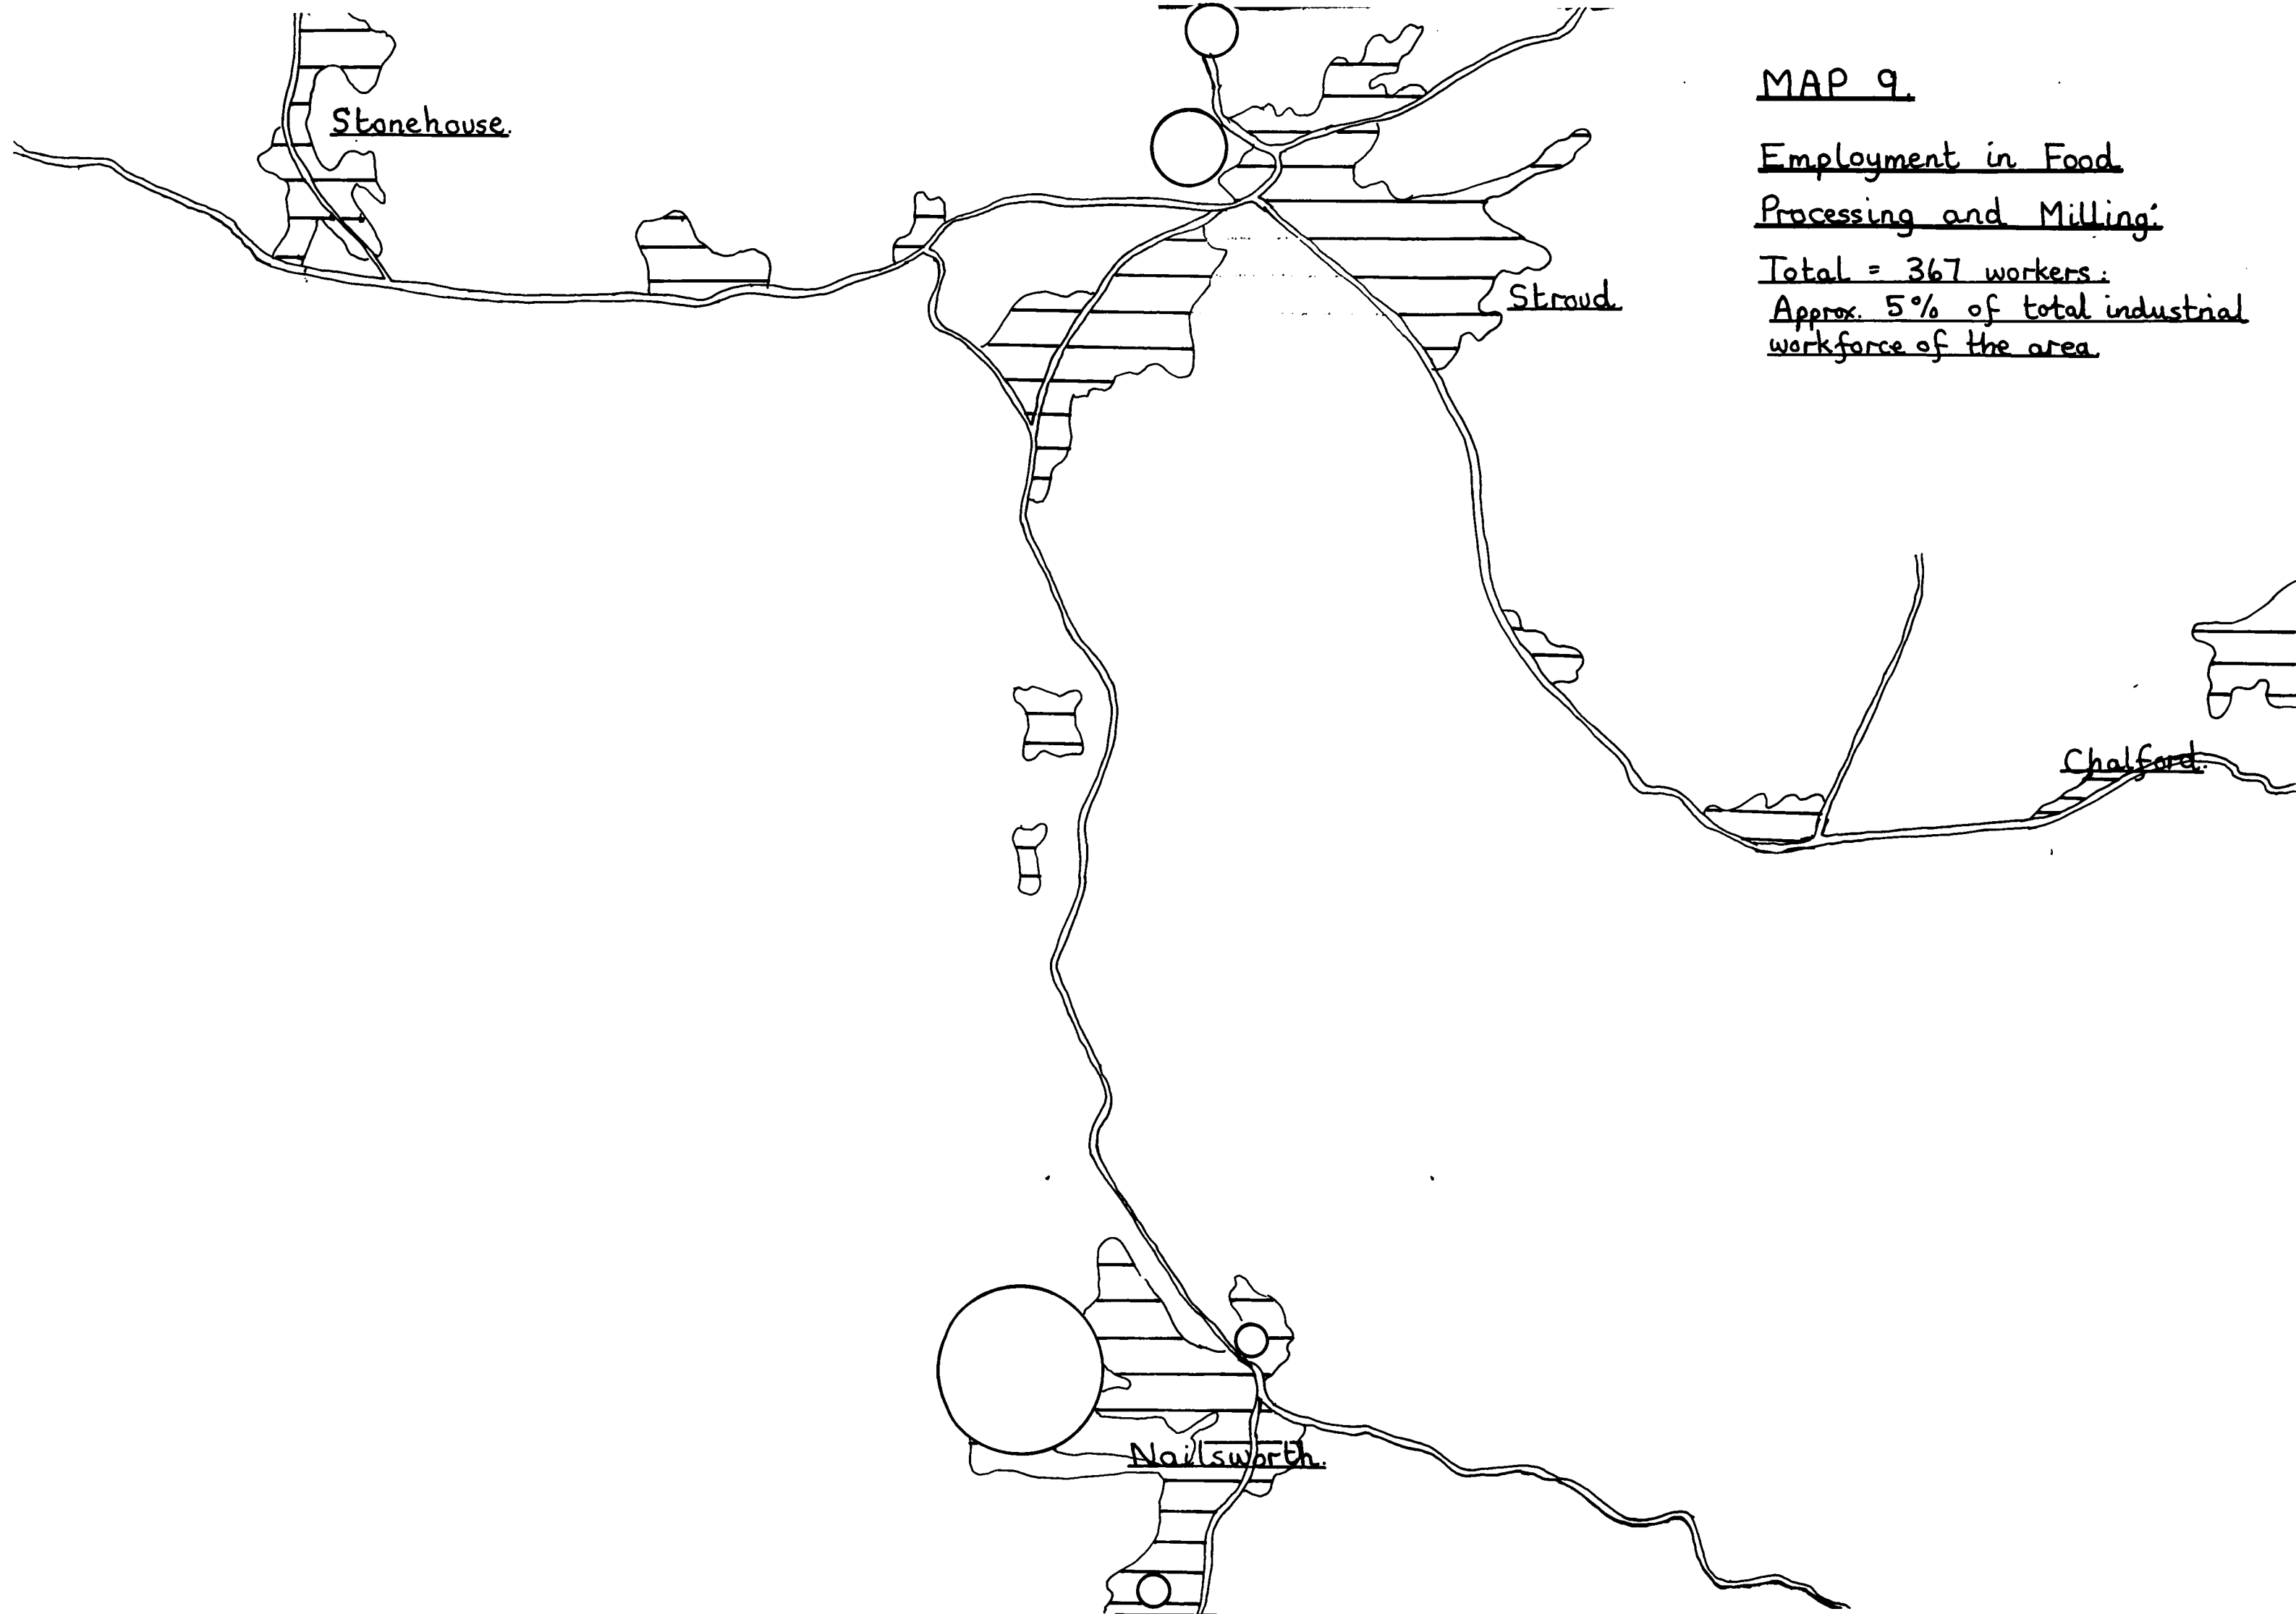 MAP 9.
Employment in Food
Processing and Milling:
Total = 367 workers:
Approx. 5% of total industrial
workforce of the area
Stonehouse.
Stroud.
Chalford.
Nailsworth.